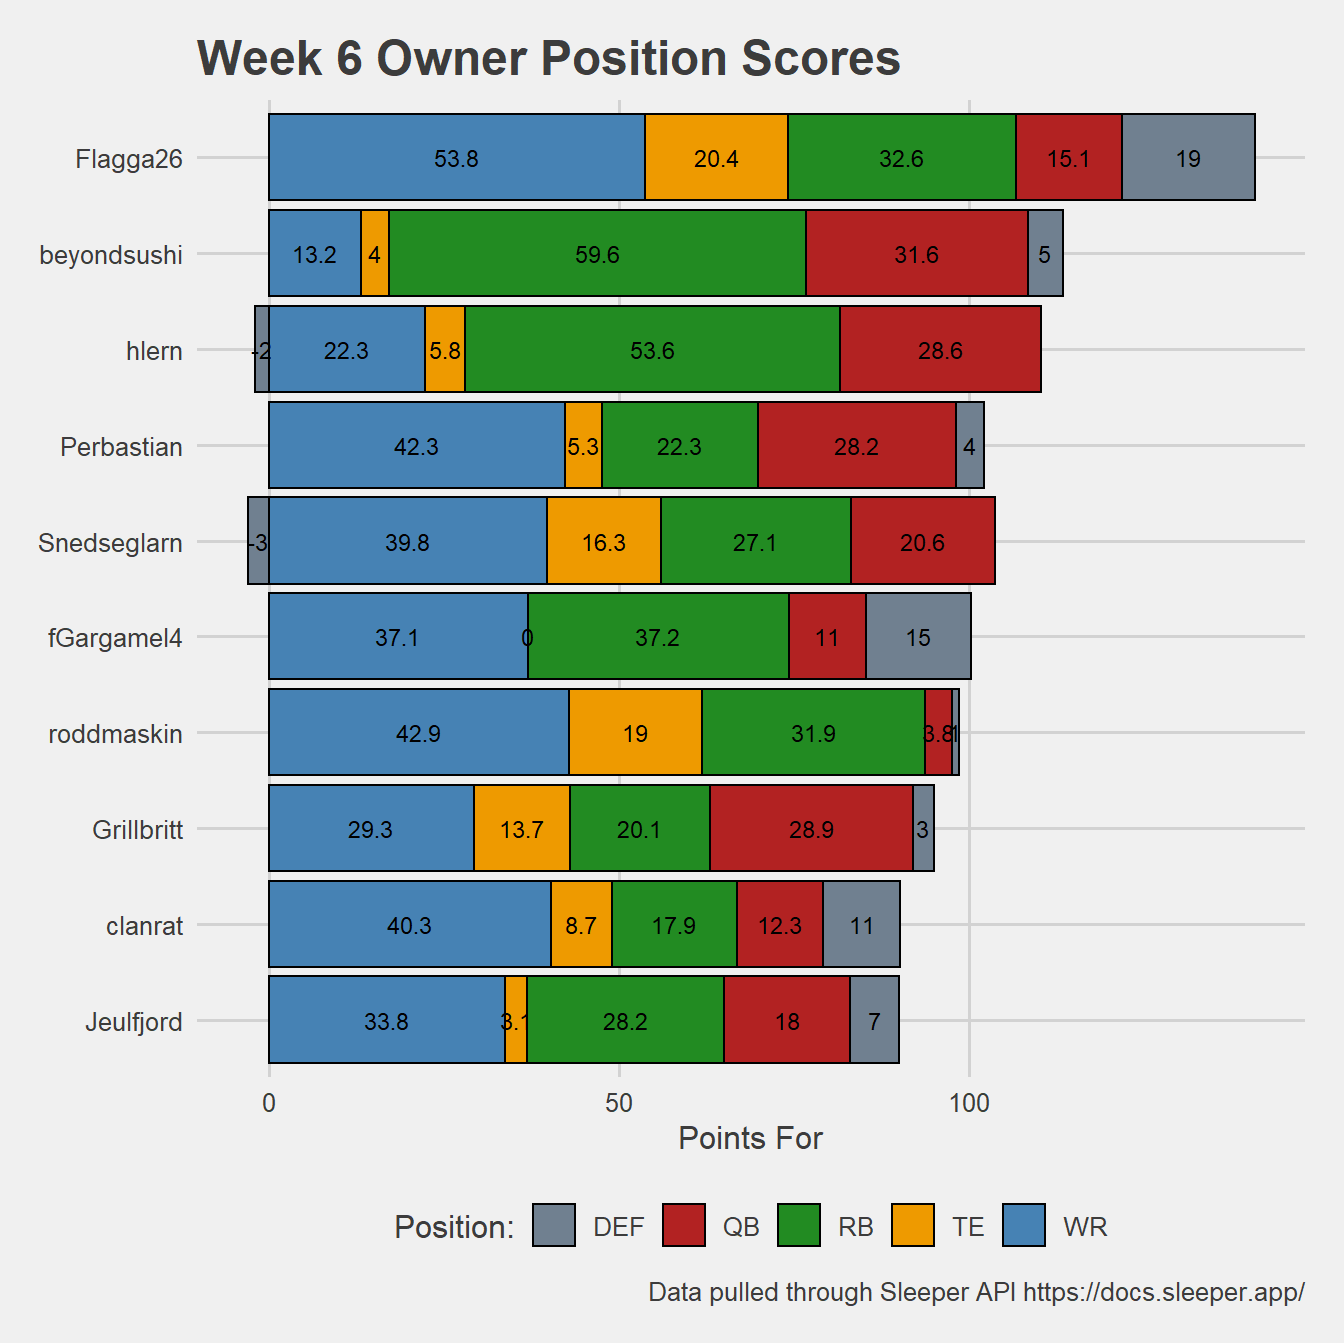 Week 6 Owner Position Scores
Flagga26 53.8 20.4 32.6 15.1 19
beyondsushi 13.2 4 59.6 31.6 5
hlern -2 22.3 5.8 53.6 28.6
Perbastian 42.3 5.3 22.3 28.2 4
Snedseglarn -3 39.8 16.3 27.1 20.6
fGargamel4 37.1 0 37.2 11 15
roddmaskin 42.9 19 31.9 3.8 1
Grillbritt 29.3 13.7 20.1 28.9 3
clanrat 40.3 8.7 17.9 12.3 11
Jeulfjord 33.8 3.1 28.2 18 7
0 50 100
Points For
Position: DEF QB RB TE WR
Data pulled through Sleeper API https://docs.sleeper.app/